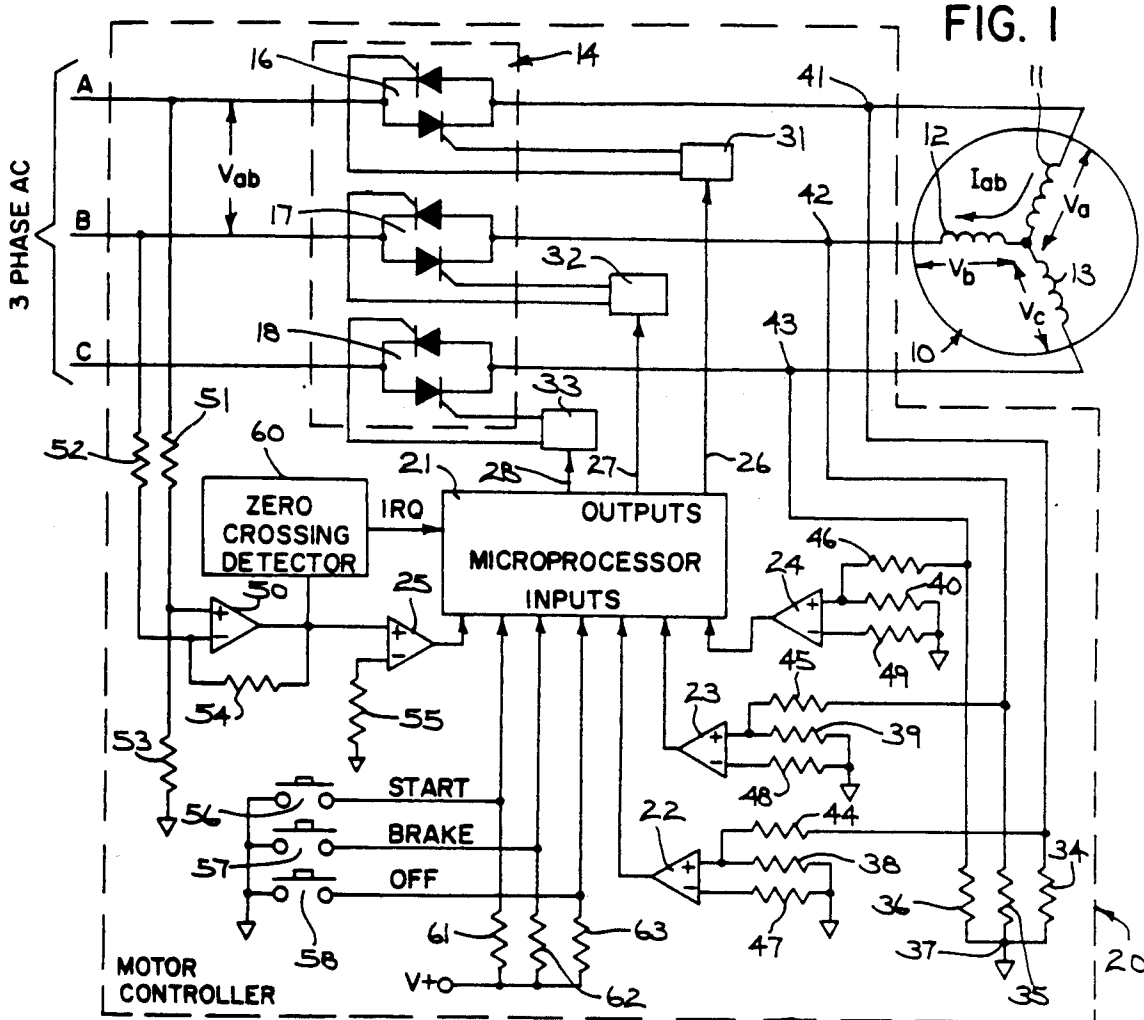 FIG. 1
3 PHASE AC
A
B
C
Vab
16
14
41
11
12
Iab
Va
31
17
42
32
Vb
13
Vc
18
43
10
33
51
52
60
21
28
27
26
ZERO
CROSSING
DETECTOR
IRQ
OUTPUTS
MICROPROCESSOR
INPUTS
46
24
+
−
40
49
50
+
−
25
+
−
54
55
53
45
23
+
−
39
48
START
56
BRAKE
57
OFF
58
44
22
+
−
38
47
34
36
37
35
20
61
62
63
V+
MOTOR
CONTROLLER